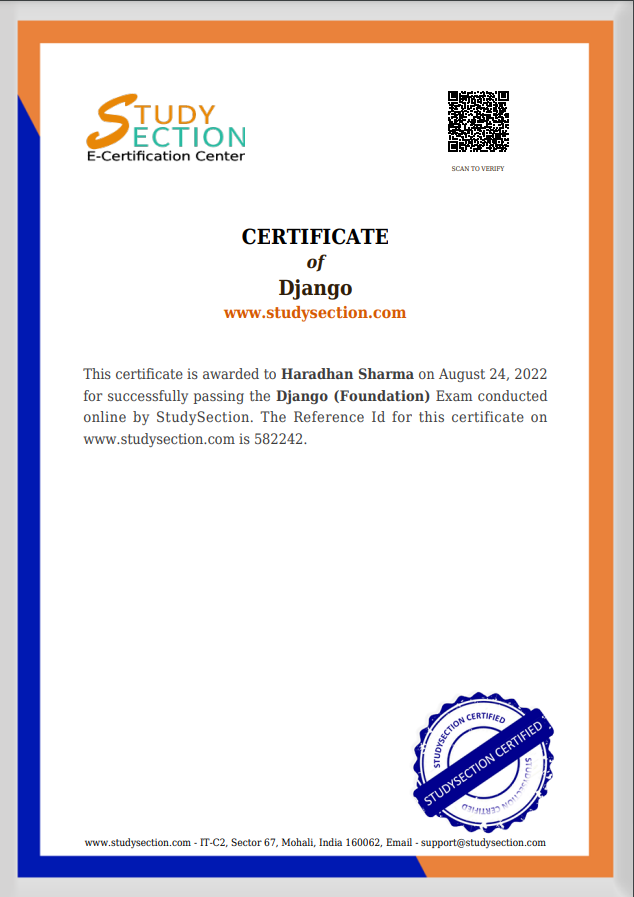 STUDY
SECTION
E-Certification Center
SCAN TO VERIFY
CERTIFICATE
of
Django
www.studysection.com
This certificate is awarded to Haradhan Sharma on August 24, 2022
for successfully passing the Django (Foundation) Exam conducted
online by StudySection. The Reference Id for this certificate on
www.studysection.com is 582242.
STUDYSECTION CERTIFIED
STUDYSECTION CERTIFIED
STUDYSECTION CERTIFIED
www.studysection.com - IT-C2, Sector 67, Mohali, India 160062, Email - support@studysection.com